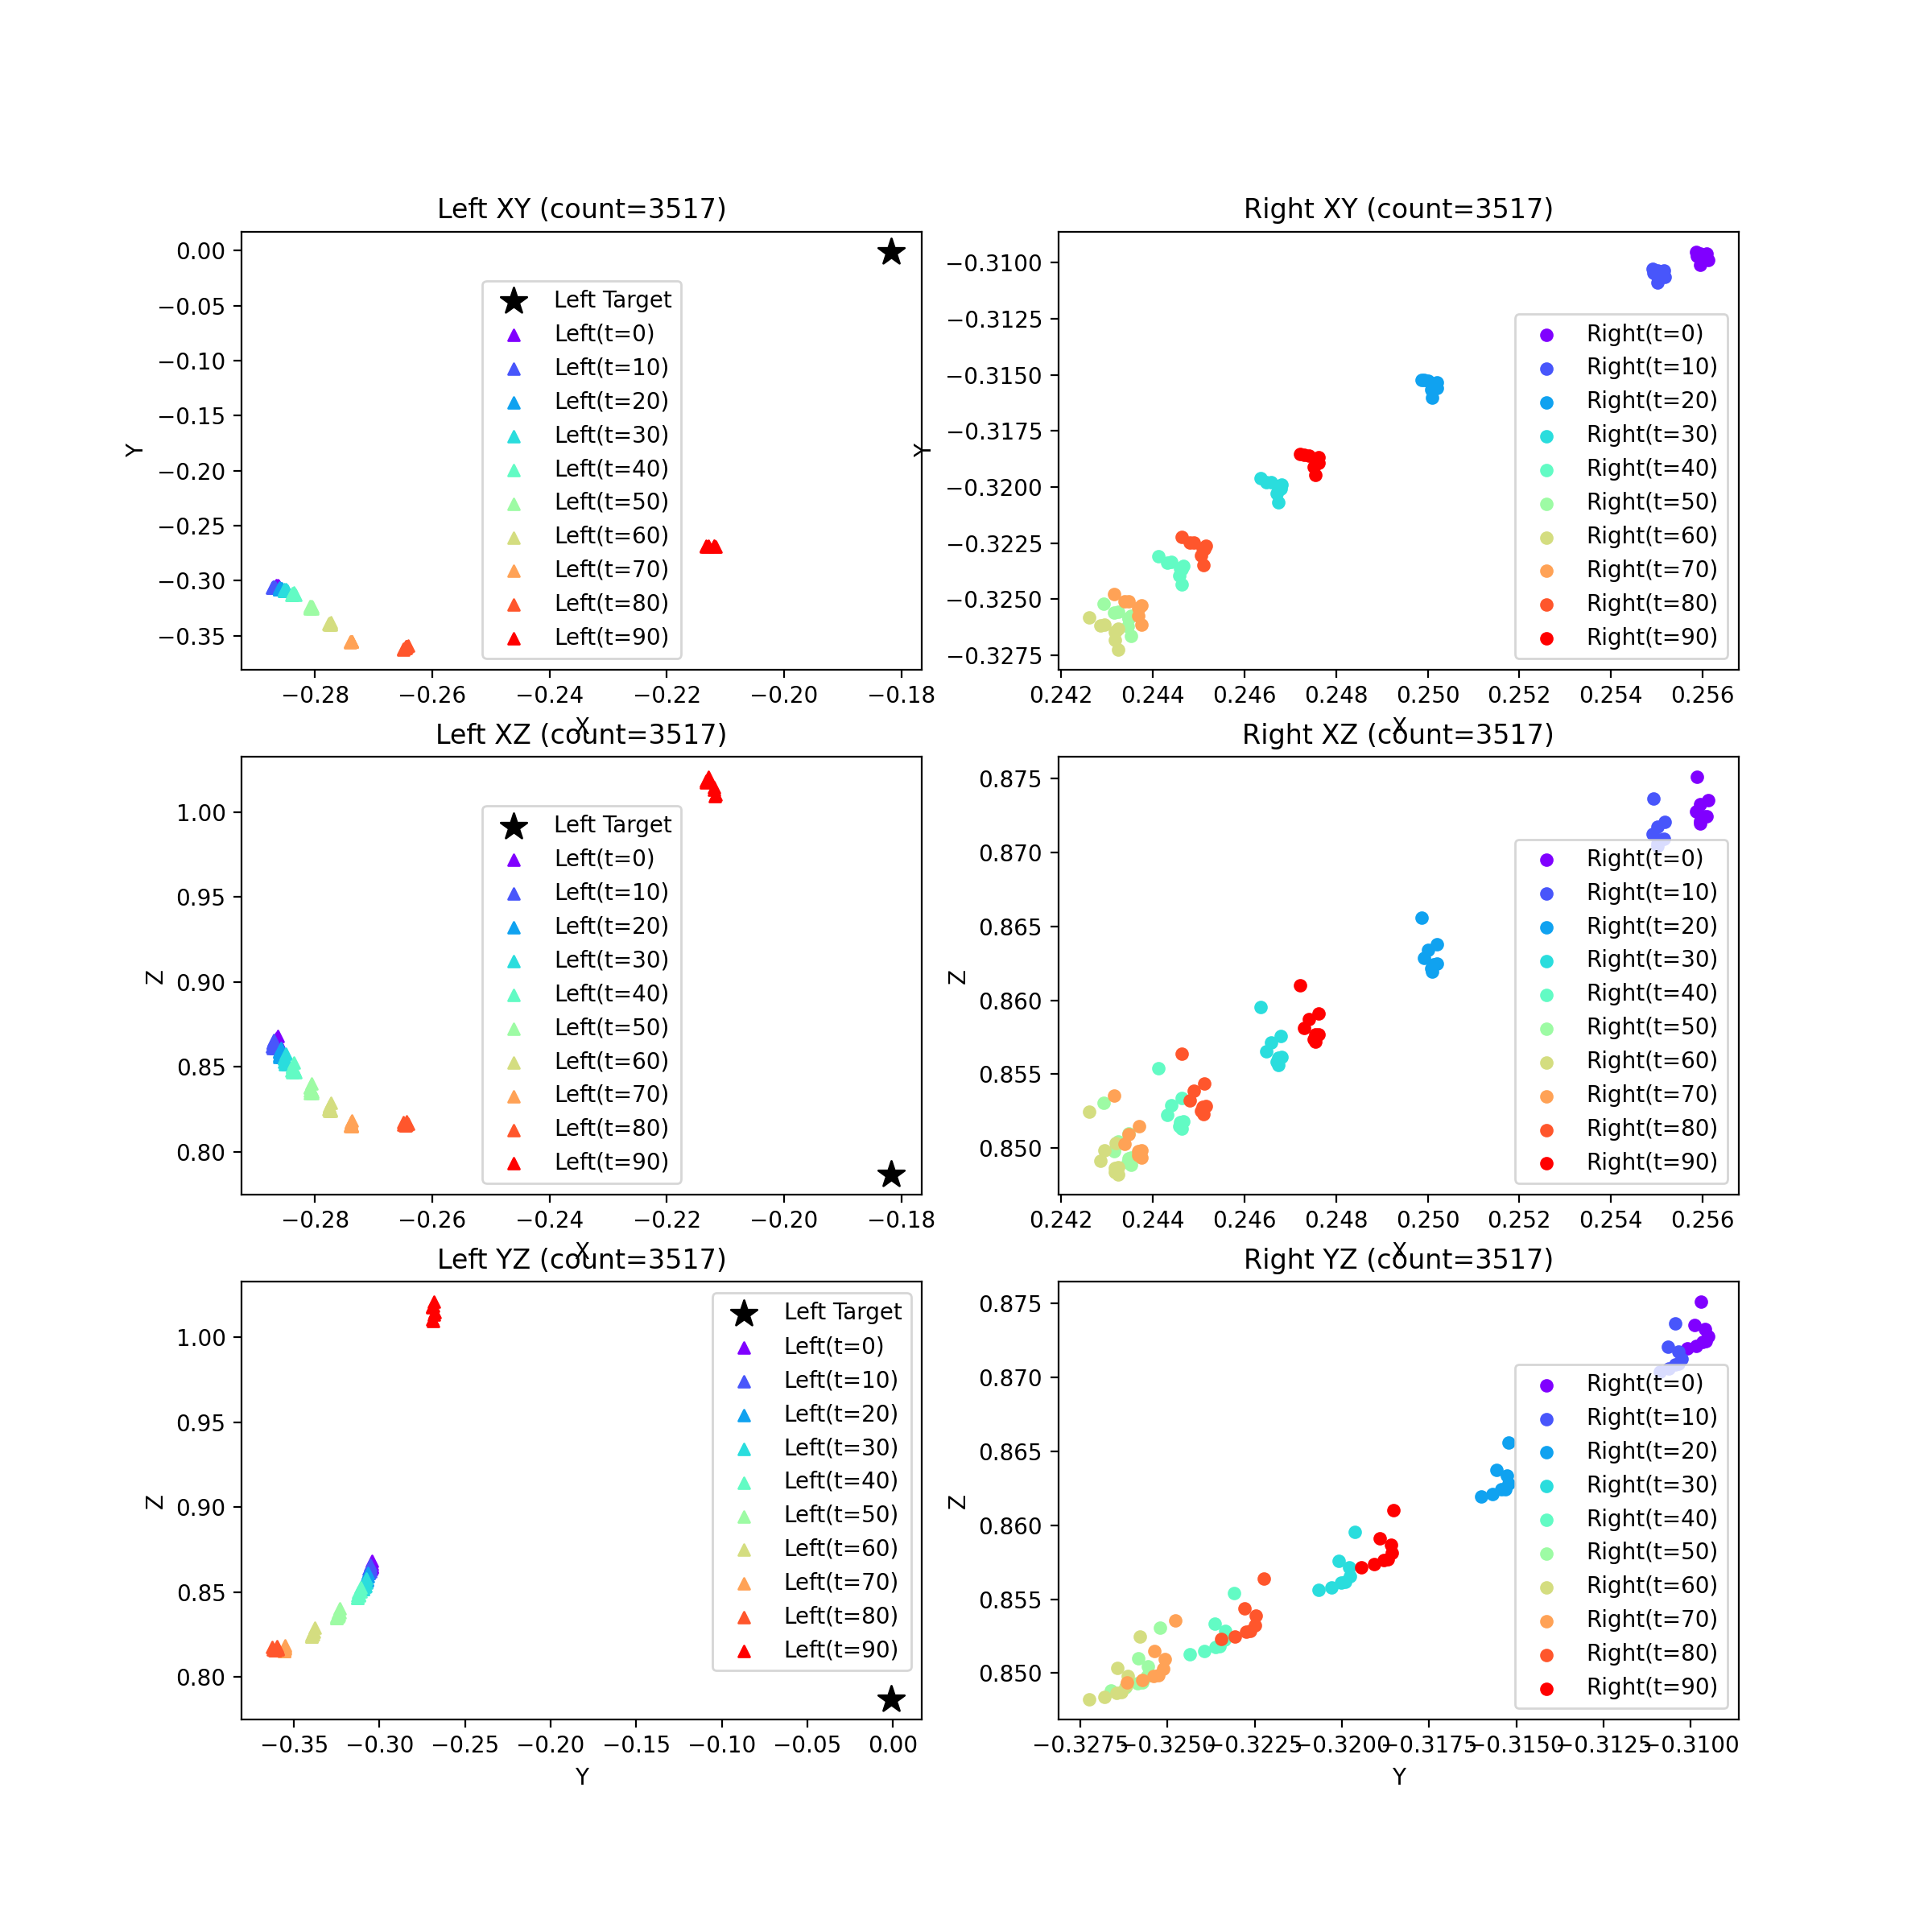 Left XY (count=3517)
0.00
−0.05
−0.10
−0.15
−0.20
−0.25
−0.30
−0.35
Y
Left Target
Left(t=0)
Left(t=10)
Left(t=20)
Left(t=30)
Left(t=40)
Left(t=50)
Left(t=60)
Left(t=70)
Left(t=80)
Left(t=90)
−0.28 −0.26 −0.24 −0.22 −0.20 −0.18
X
Right XY (count=3517)
−0.3100
−0.3125
−0.3150
−0.3175
−0.3200
−0.3225
−0.3250
−0.3275
Y
Right(t=0)
Right(t=10)
Right(t=20)
Right(t=30)
Right(t=40)
Right(t=50)
Right(t=60)
Right(t=70)
Right(t=80)
Right(t=90)
0.242 0.244 0.246 0.248 0.250 0.252 0.254 0.256
X
Left XZ (count=3517)
1.00
0.95
0.90
0.85
0.80
Z
Left Target
Left(t=0)
Left(t=10)
Left(t=20)
Left(t=30)
Left(t=40)
Left(t=50)
Left(t=60)
Left(t=70)
Left(t=80)
Left(t=90)
−0.28 −0.26 −0.24 −0.22 −0.20 −0.18
X
Right XZ (count=3517)
0.875
0.870
0.865
0.860
0.855
0.850
Z
Right(t=0)
Right(t=10)
Right(t=20)
Right(t=30)
Right(t=40)
Right(t=50)
Right(t=60)
Right(t=70)
Right(t=80)
Right(t=90)
0.242 0.244 0.246 0.248 0.250 0.252 0.254 0.256
X
Left YZ (count=3517)
1.00
0.95
0.90
0.85
0.80
Z
Left Target
Left(t=0)
Left(t=10)
Left(t=20)
Left(t=30)
Left(t=40)
Left(t=50)
Left(t=60)
Left(t=70)
Left(t=80)
Left(t=90)
−0.35 −0.30 −0.25 −0.20 −0.15 −0.10 −0.05 0.00
Y
Right YZ (count=3517)
0.875
0.870
0.865
0.860
0.855
0.850
Z
Right(t=0)
Right(t=10)
Right(t=20)
Right(t=30)
Right(t=40)
Right(t=50)
Right(t=60)
Right(t=70)
Right(t=80)
Right(t=90)
−0.3275 −0.3250 −0.3225 −0.3200 −0.3175 −0.3150 −0.3125 −0.3100
Y